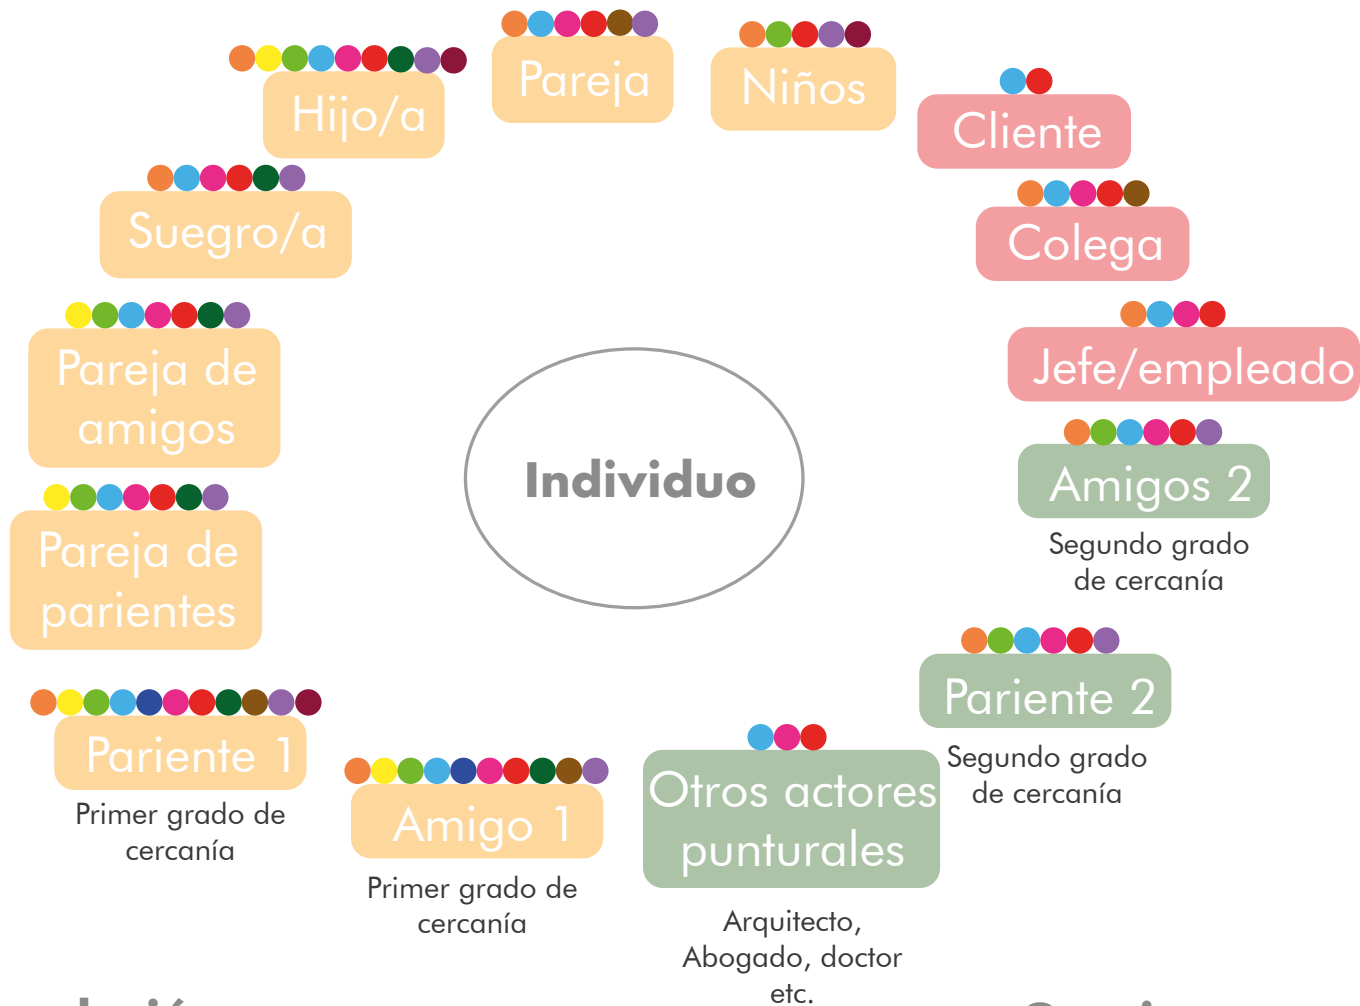 Pareja
Niños
Hijo/a
Cliente
Suegro/a
Colega
Pareja de
amigos
Jefe/empleado
Individuo
Amigos 2
Segundo grado
de cercanía
Pareja de
parientes
Pariente 2
Segundo grado
de cercanía
Pariente 1
Primer grado de
cercanía
Amigo 1
Primer grado de
cercanía
Otros actores
punturales
Arquitecto,
Abogado, doctor
etc.